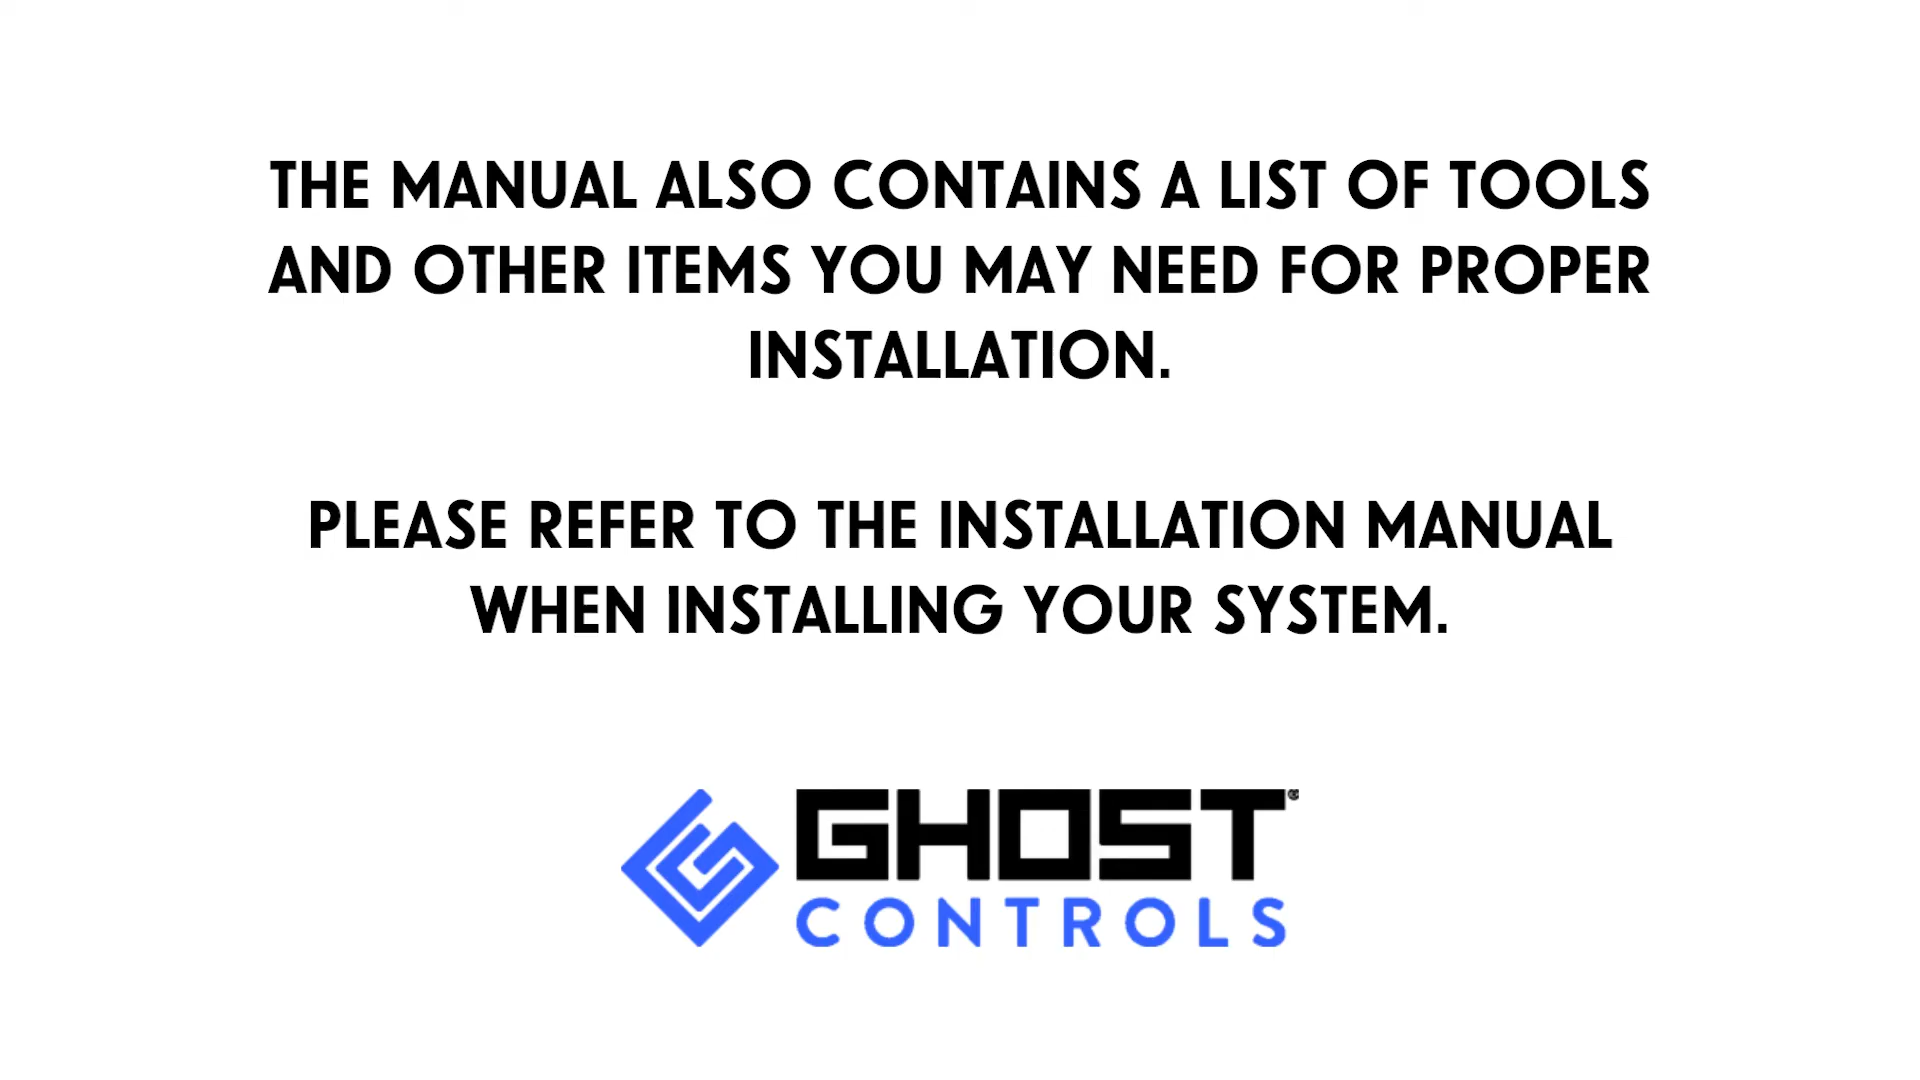 THE MANUAL ALSO CONTAINS A LIST OF TOOLS
AND OTHER ITEMS YOU MAY NEED FOR PROPER
INSTALLATION.
PLEASE REFER TO THE INSTALLATION MANUAL
WHEN INSTALLING YOUR SYSTEM.
GHOST®
CONTROLS